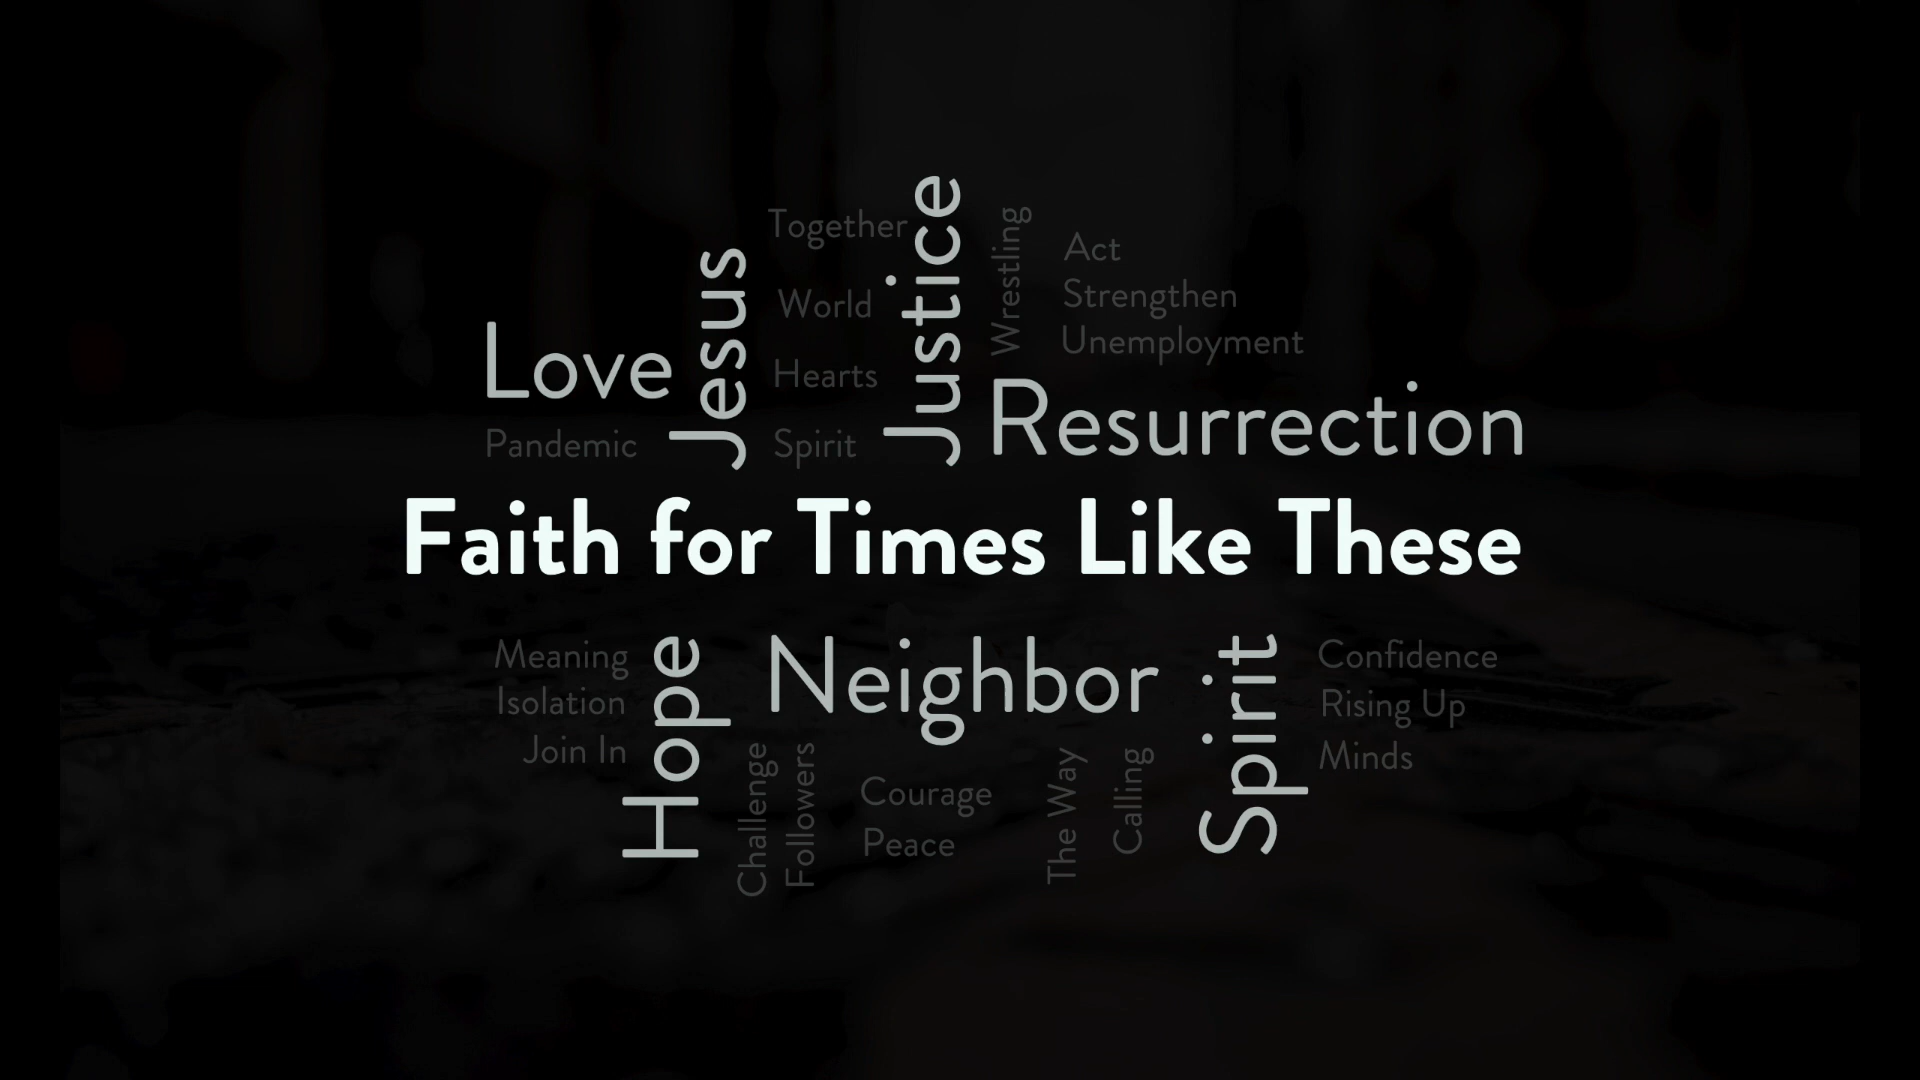 Together
Justice
Wrestling
Act
Jesus
World
Strengthen
Love
Unemployment
Hearts
Resurrection
Pandemic
Spirit
Faith for Times Like These
Meaning
Hope
Neighbor
Spirit
Confidence
Isolation
Rising Up
Join In
Minds
Challenge
Followers
Courage
The Way
Calling
Peace